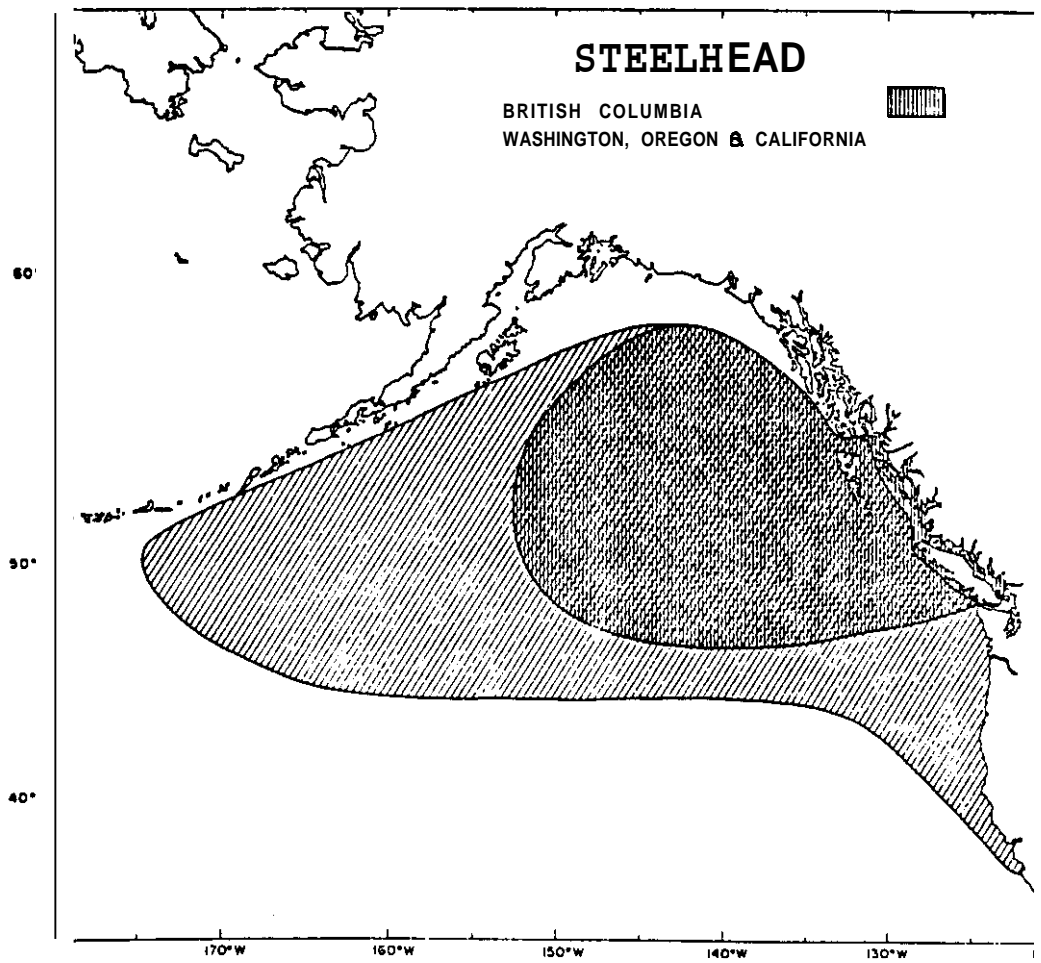 STEELHEAD
BRITISH COLUMBIA
WASHINGTON, OREGON & CALIFORNIA
60°
50°
40°
170°W
160°W
150°W
140°W
130°W